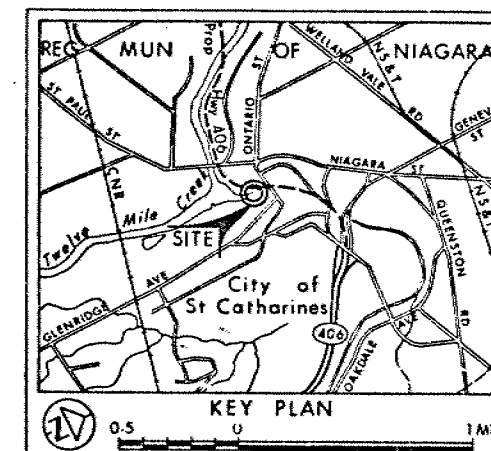 REG MUN OF NIAGARA
ST PAUL ST
Prop Hwy 406
ONTARIO ST
WELLAND VALE RD
N S & T
GENEV ST
NIAGARA ST
N S & T
CNR
Twelve Mile Creek
SITE
QUEENSTON RD
City of
St Catharines
GLENRIDGE AVE
406
OAKDALE AVE
KEY PLAN
Z
0.5 0 1 M